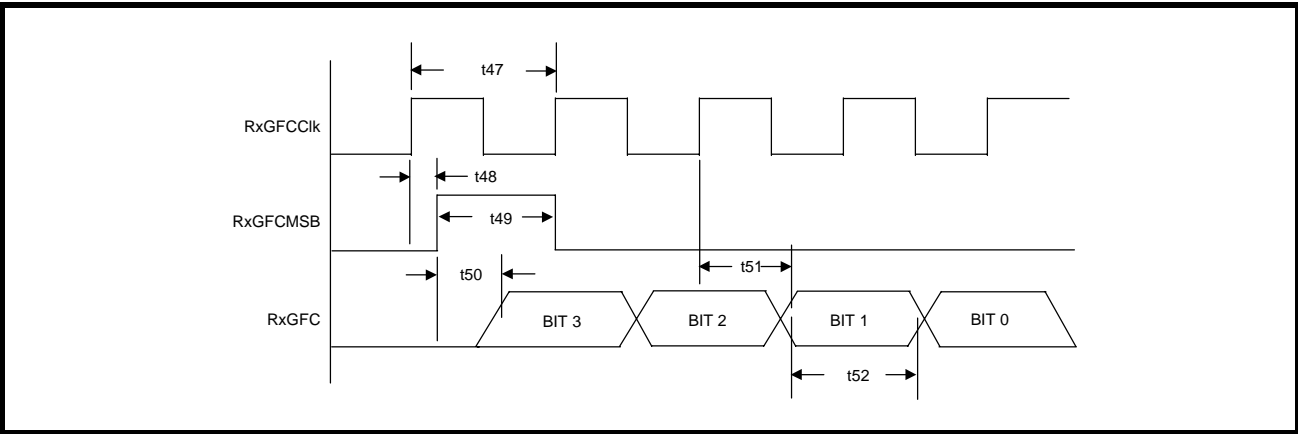 t47
RxGFCClk
t48
RxGFCMSB
t49
t50
t51
RxGFC
BIT 3
BIT 2
BIT 1
BIT 0
t52